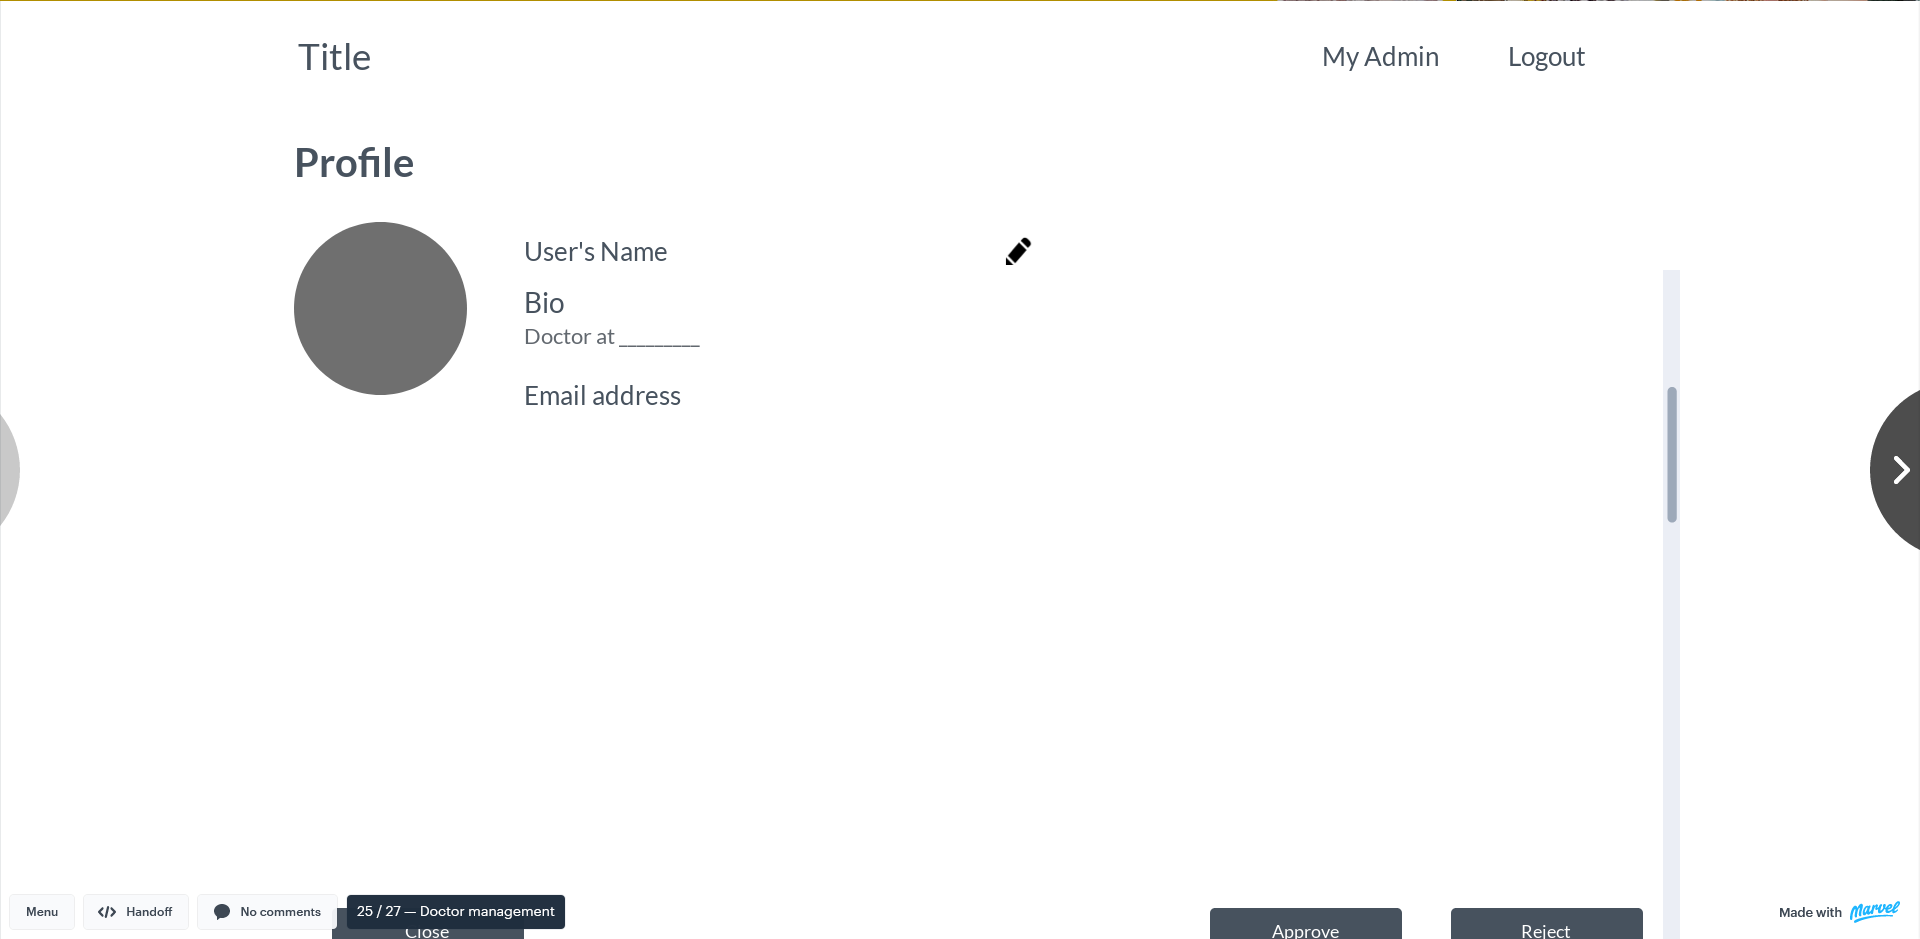 Title
My Admin
Logout
Profile
User's Name
Bio
Doctor at _________
Email address
Close
Approve
Reject
Menu
Handoff
No comments
25 / 27 — Doctor management
Made with Marvel